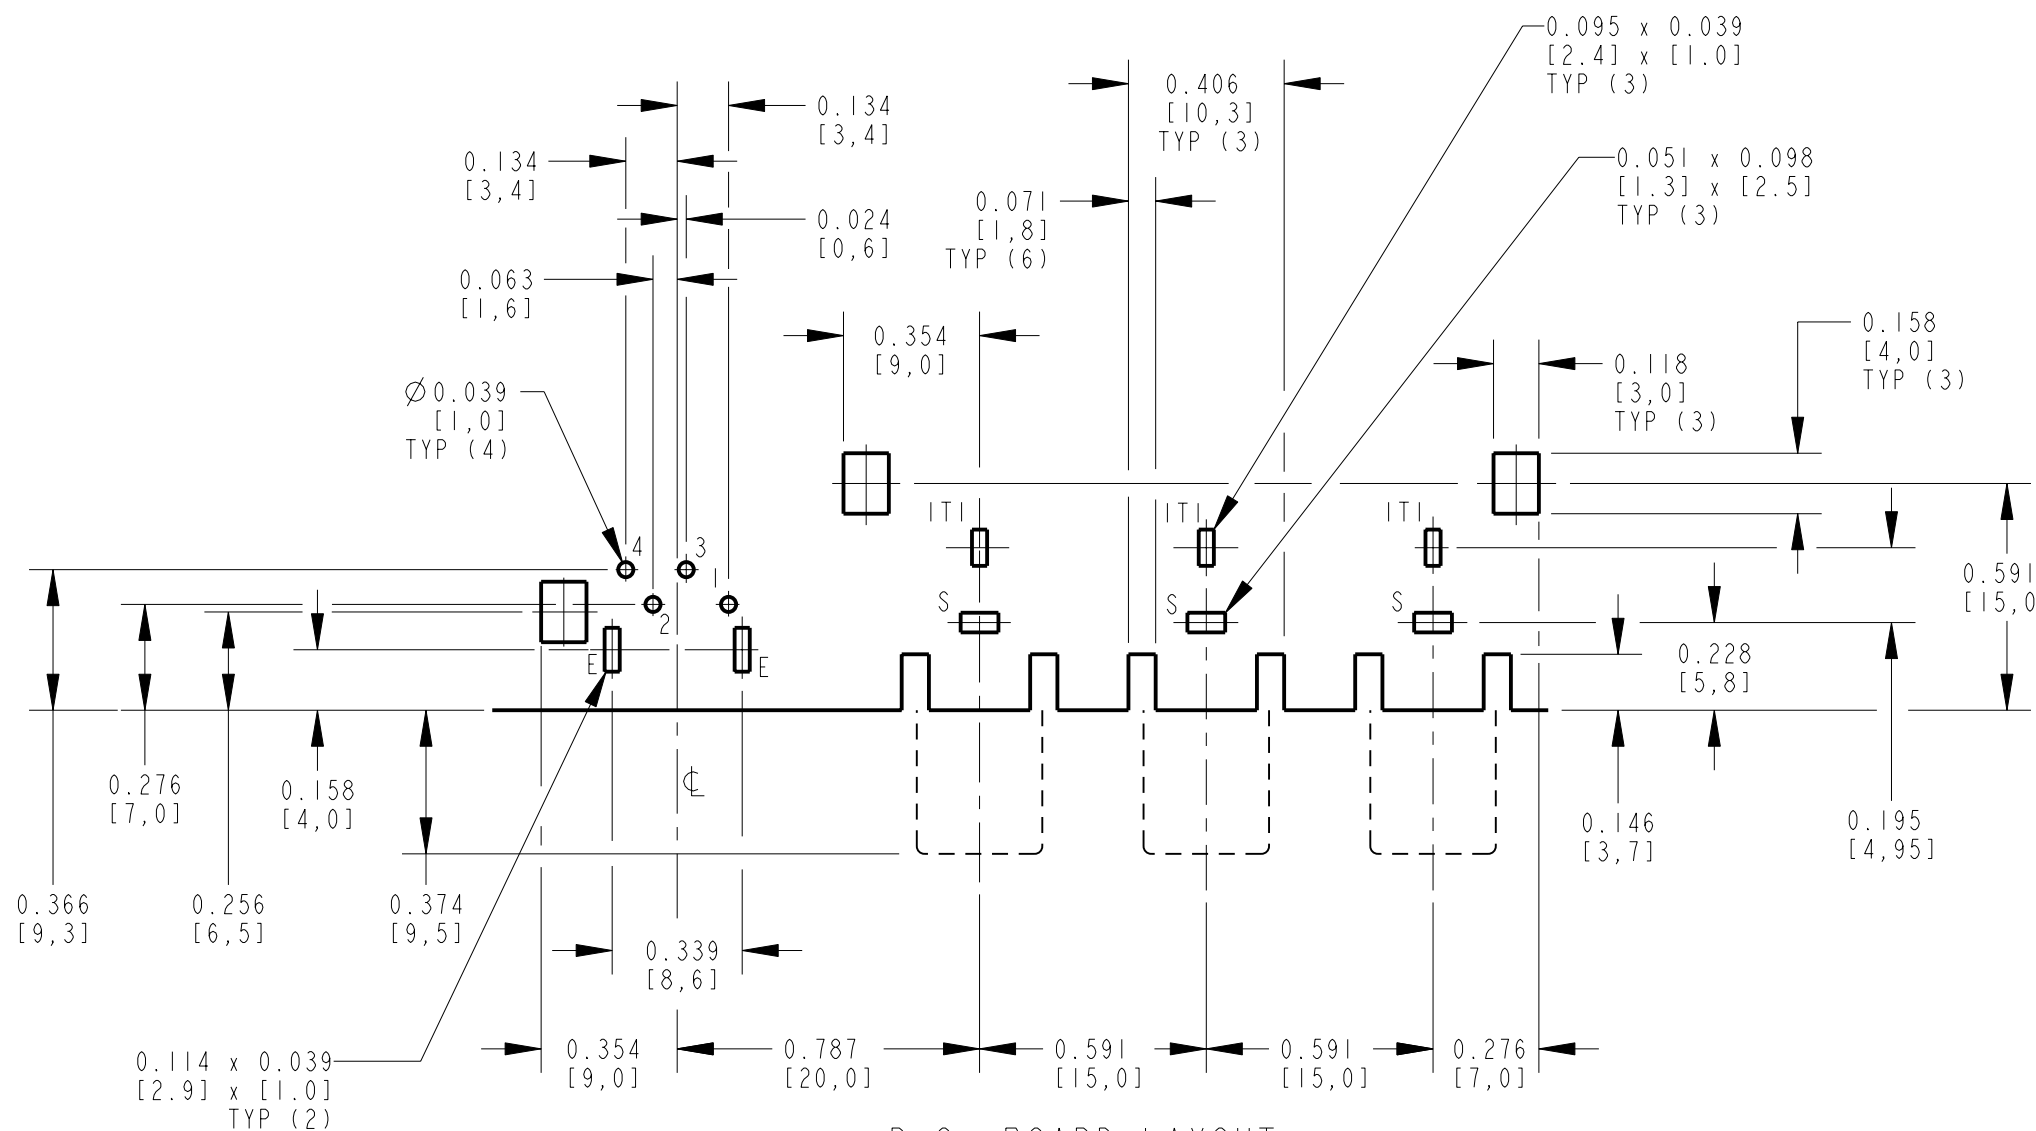 0.095 x 0.039
[2.4] x [1.0]
TYP (3)
0.406
[10,3]
TYP (3)
0.134
[3,4]
0.134
[3,4]
0.051 x 0.098
[1.3] x [2.5]
TYP (3)
0.071
[1,8]
TYP (6)
0.024
[0,6]
0.063
[1,6]
0.354
[9,0]
0.158
[4,0]
TYP (3)
0.118
[3,0]
TYP (3)
Ø0.039
[1,0]
TYP (4)
4
3
1
2
E
E
S
S
S
0.591
[15,0
0.228
[5,8]
0.276
[7,0]
0.158
[4,0]
℄
0.146
[3,7]
0.195
[4,95]
0.366
[9,3]
0.256
[6,5]
0.374
[9,5]
0.339
[8,6]
0.114 x 0.039
[2.9] x [1.0]
TYP (2)
0.354
[9,0]
0.787
[20,0]
0.591
[15,0]
0.591
[15,0]
0.276
[7,0]